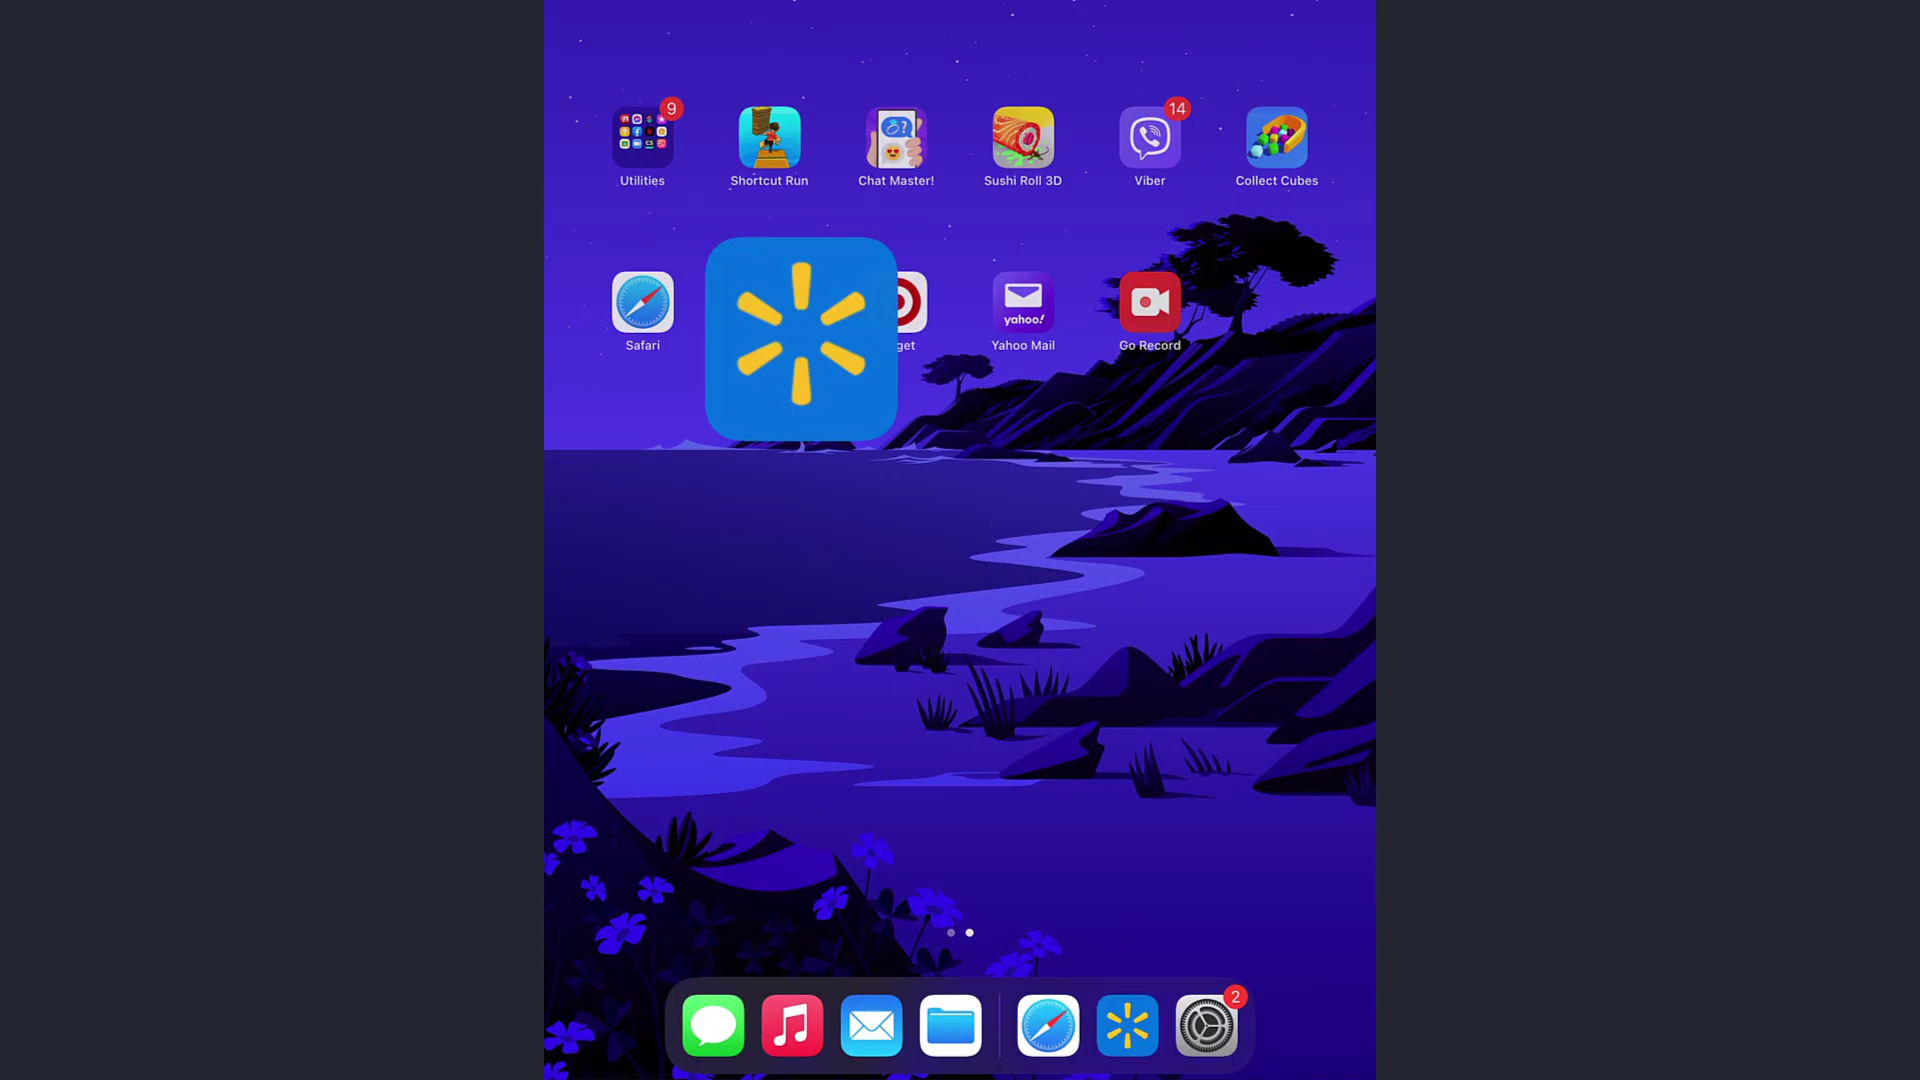 9
14
Utilities
Shortcut Run
Chat Master!
Sushi Roll 3D
Viber
Collect Cubes
yahoo!
Safari
get
Yahoo Mail
Go Record
2